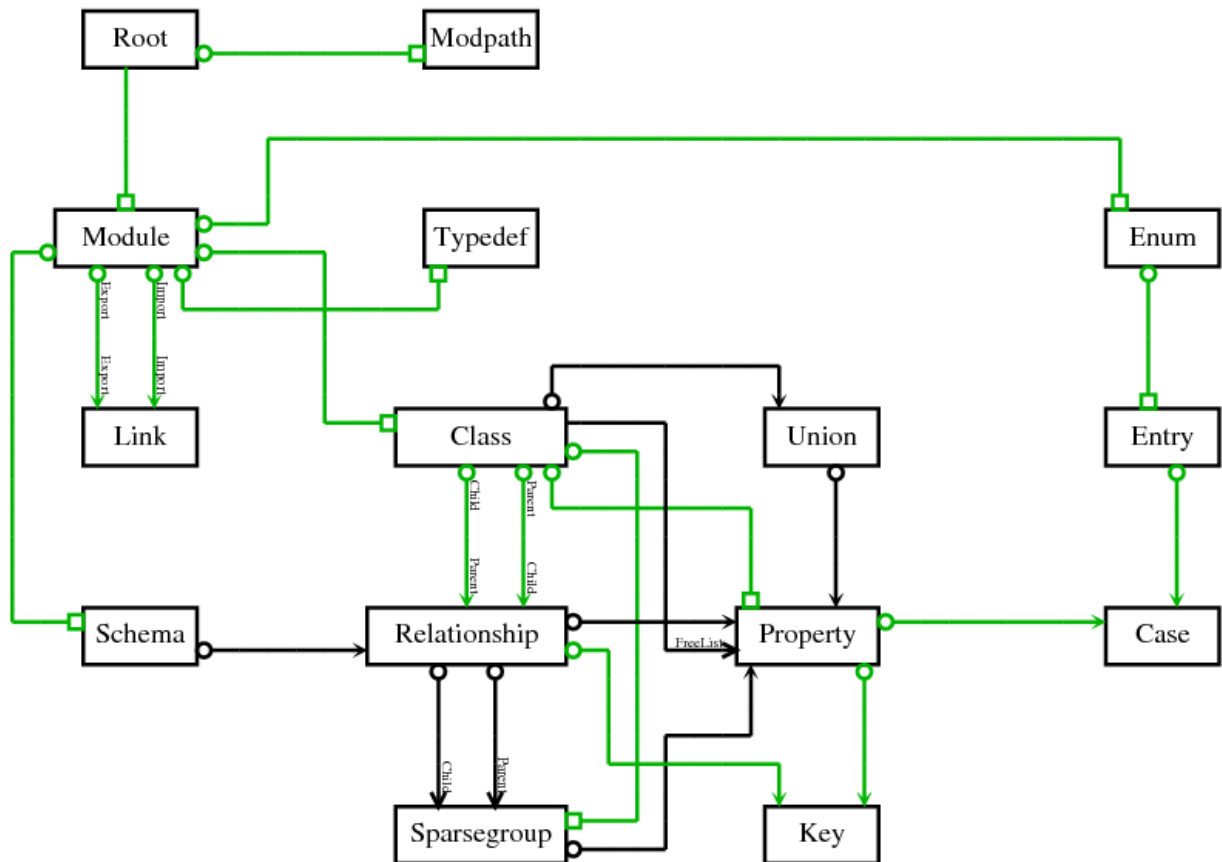 Root
Modpath
Module
Typedef
Enum
Export
Import
Export
Import
Link
Class
Union
Entry
Child
Parent
Parent
Child
Schema
Relationship
FreeList
Property
Case
Child
Parent
Sparsegroup
Key